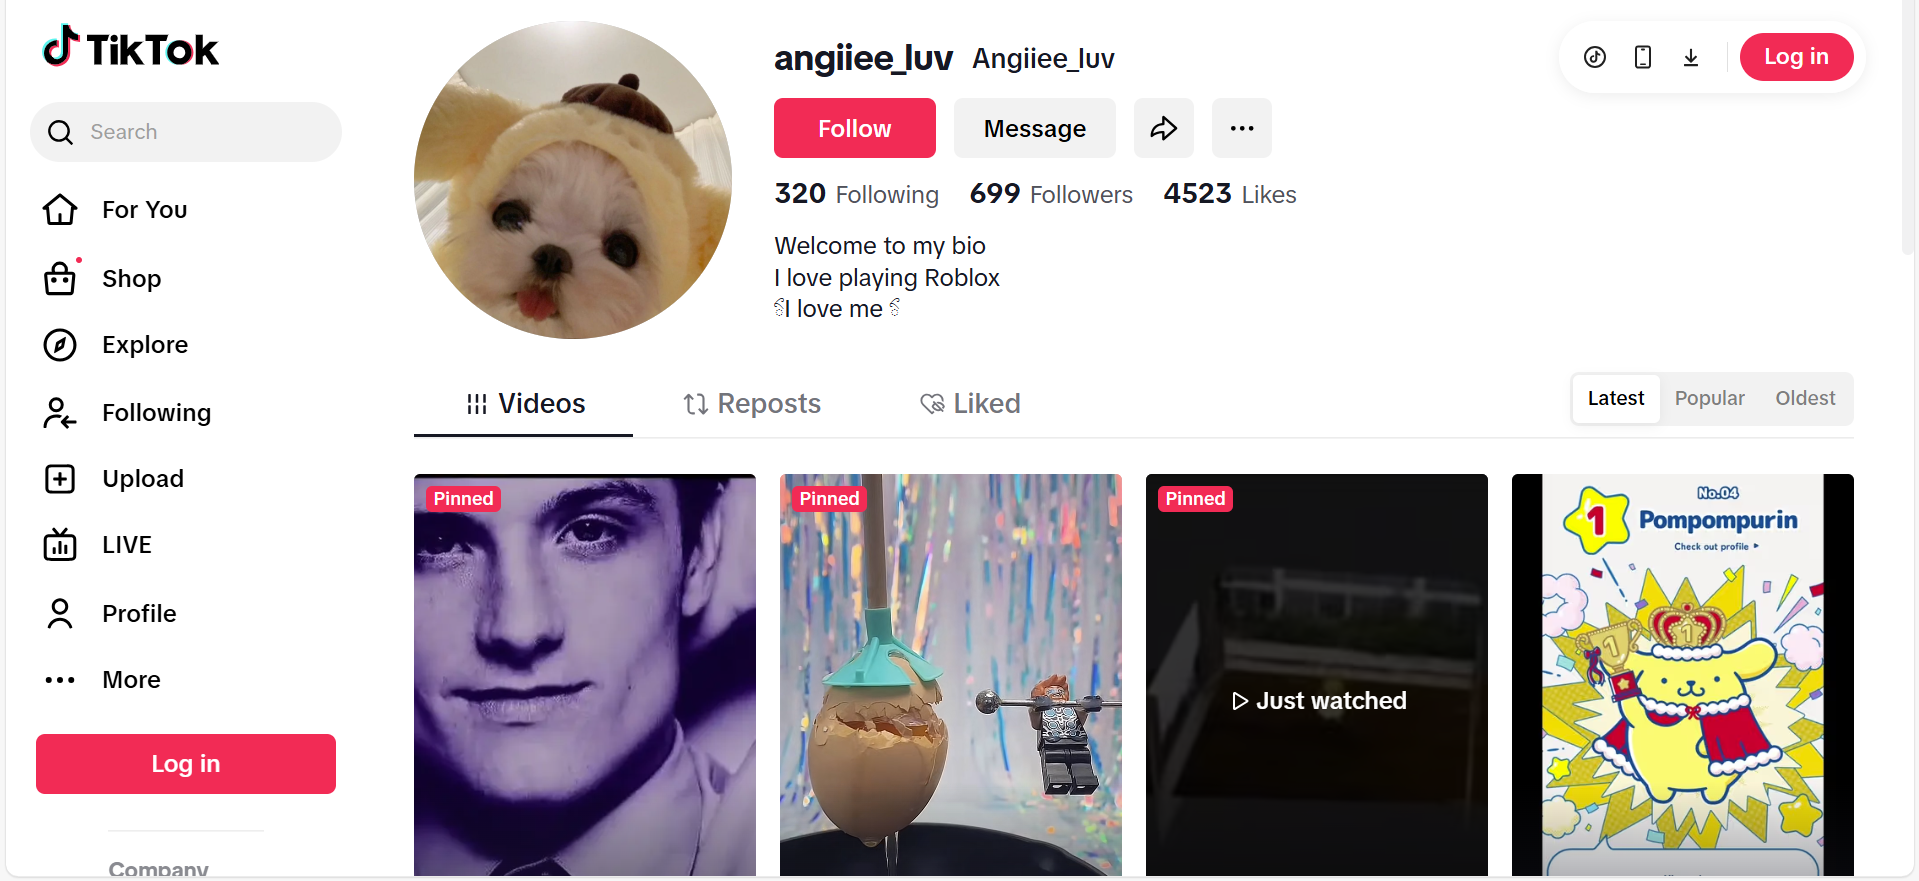 TikTok
Search
For You
Shop
Explore
Following
Upload
LIVE
Profile
More
Log in
Company
angiiee_luv Angiiee_luv
Follow
Message
320 Following 699 Followers 4523 Likes
Welcome to my bio
I love playing Roblox
I love me
Log in
Videos
Reposts
Liked
Latest
Popular
Oldest
Pinned
Pinned
Pinned
Just watched
No.04
1
Pompompurin
Check out profile
1
1